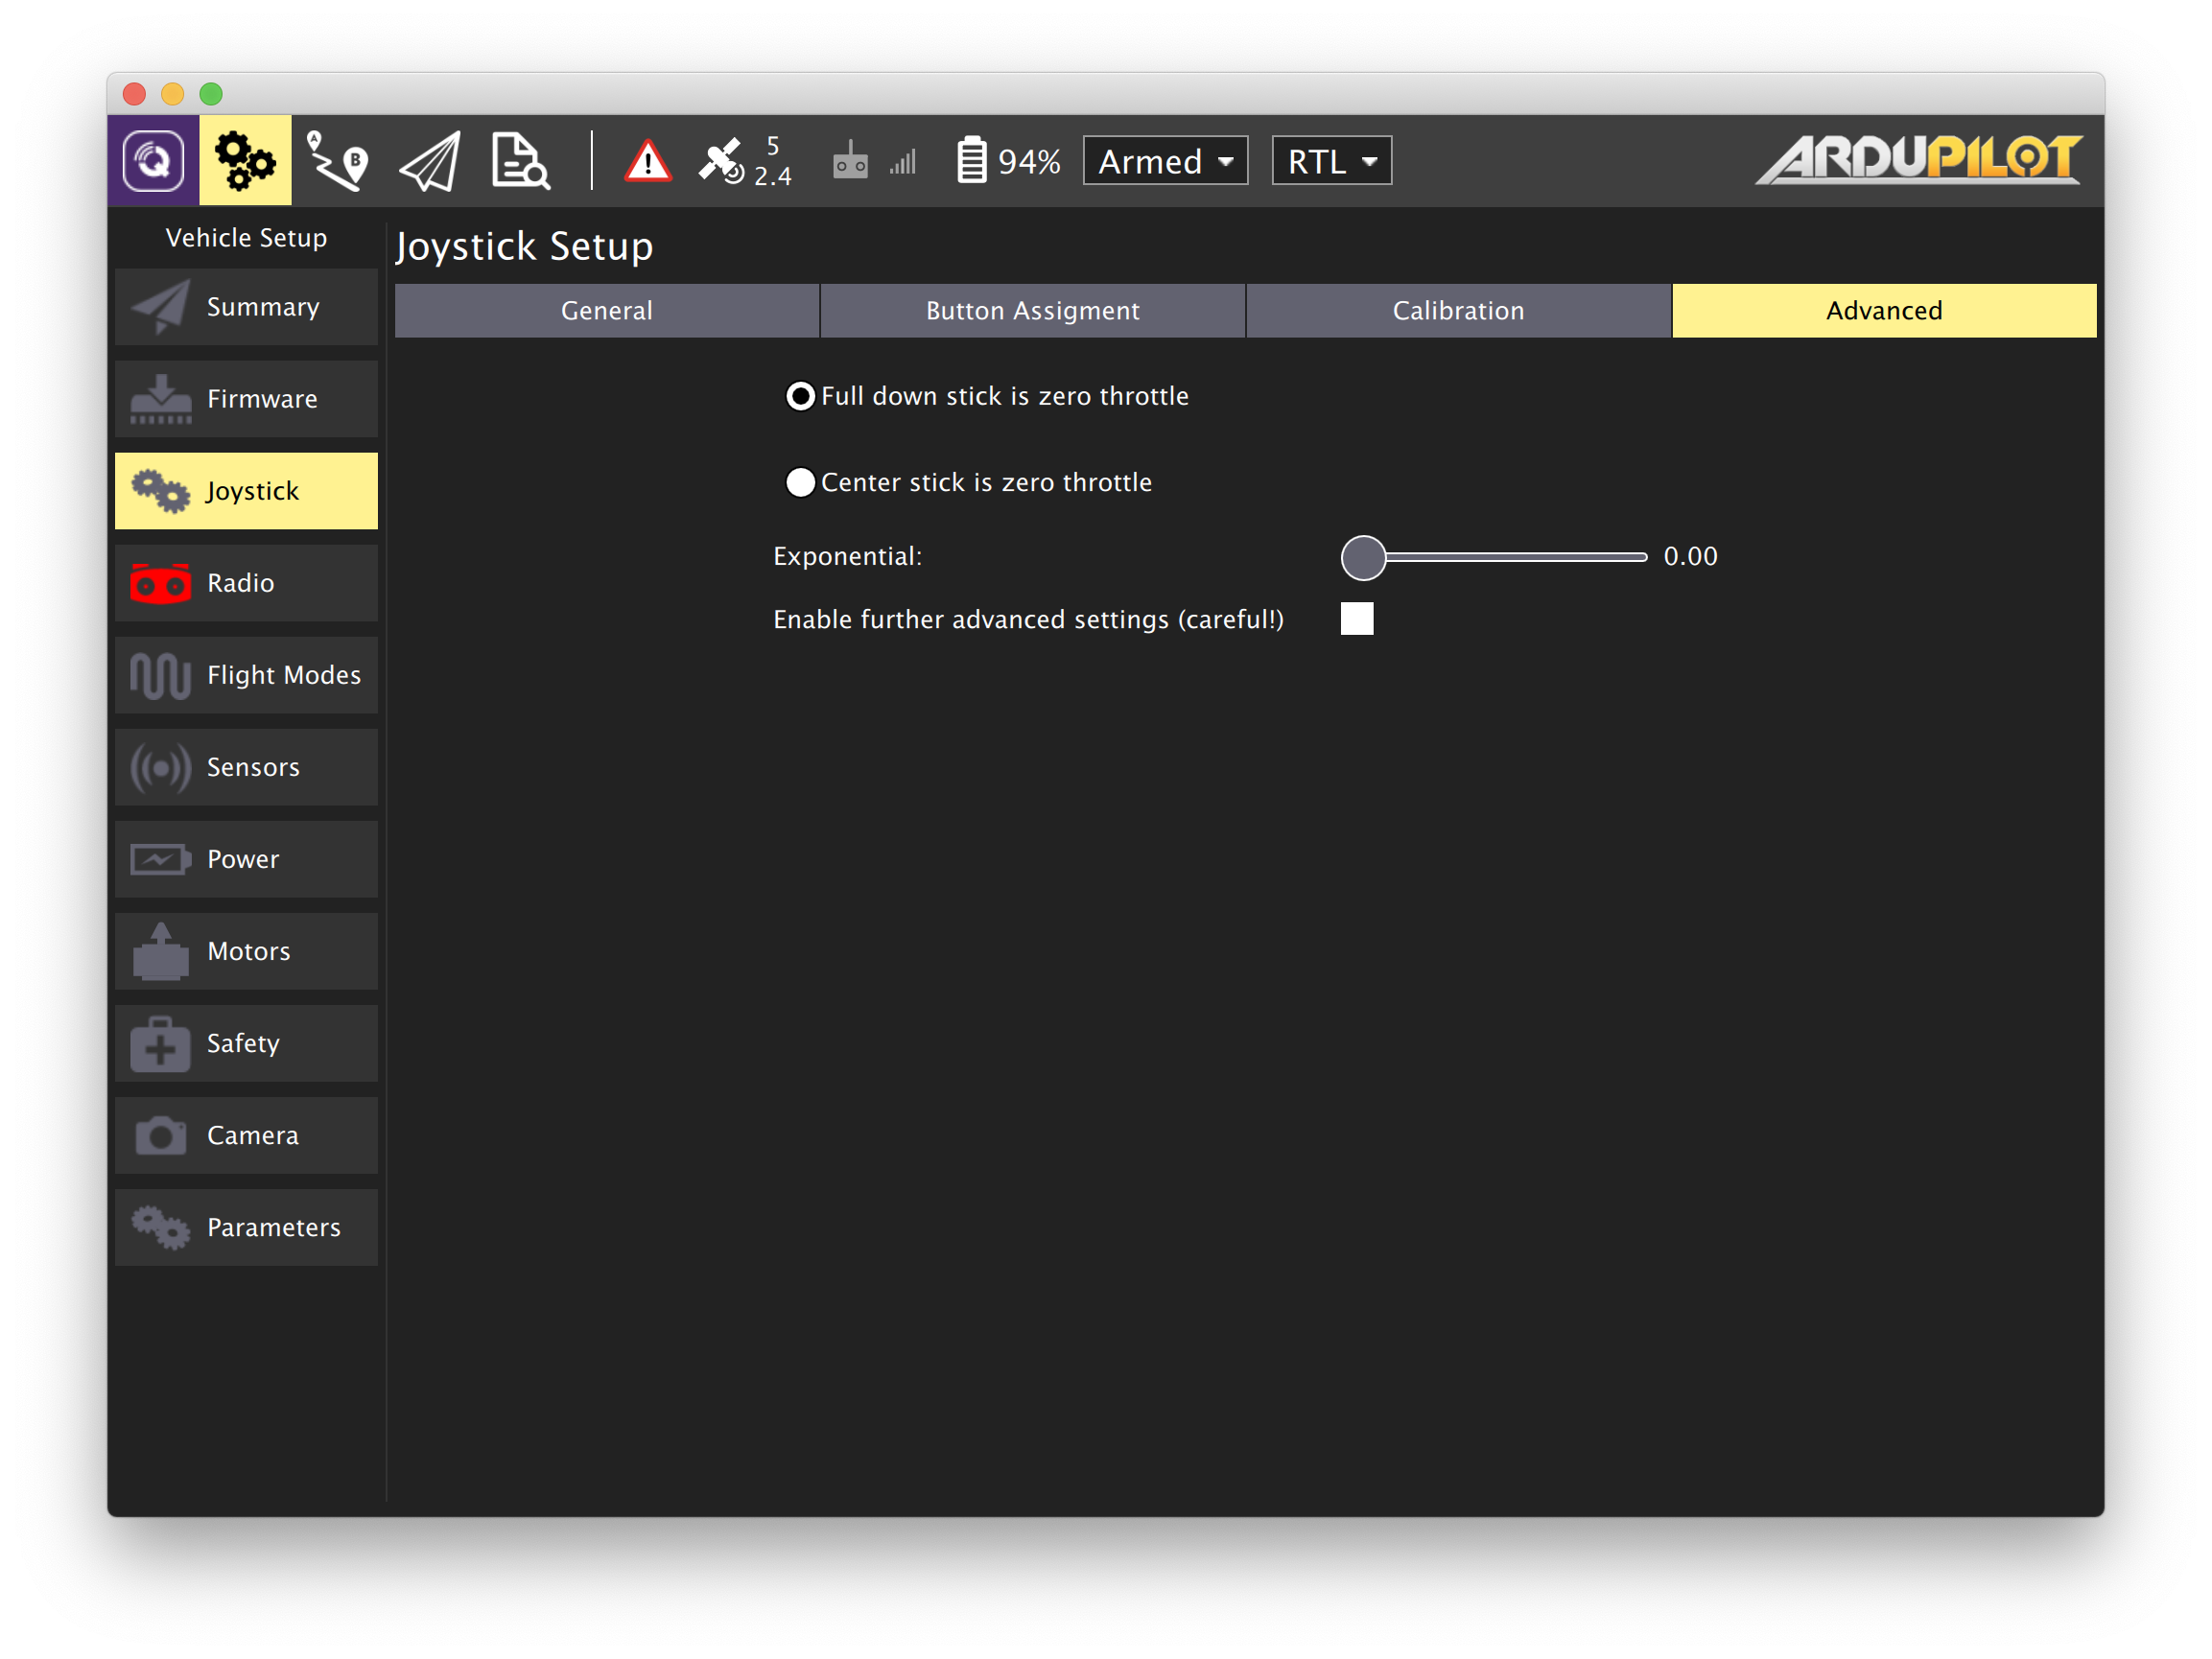 A
B
5
2.4
94%
Armed
RTL
ARDUPILOT
Vehicle Setup
Summary
Firmware
Joystick
Radio
Flight Modes
Sensors
Power
Motors
Safety
Camera
Parameters
Joystick Setup
General
Button Assigment
Calibration
Advanced
Full down stick is zero throttle
Center stick is zero throttle
Exponential:
0.00
Enable further advanced settings (careful!)